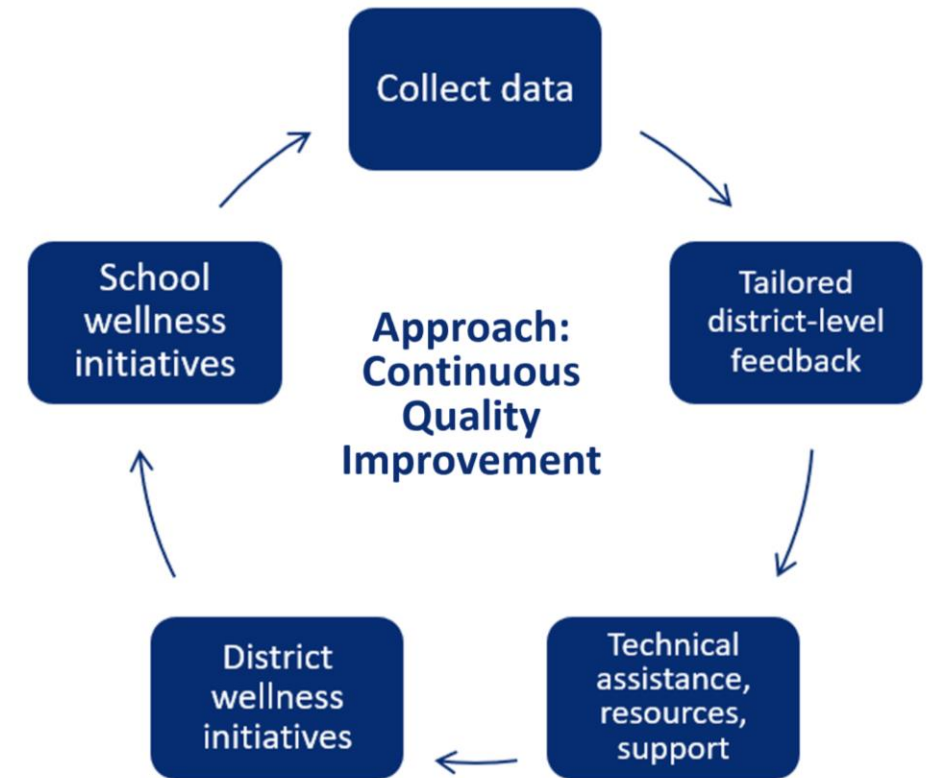 Collect data
Tailored
district-level
feedback
Technical
assistance,
resources,
support
District
wellness
initiatives
School
wellness
initiatives
Approach:
Continuous
Quality
Improvement